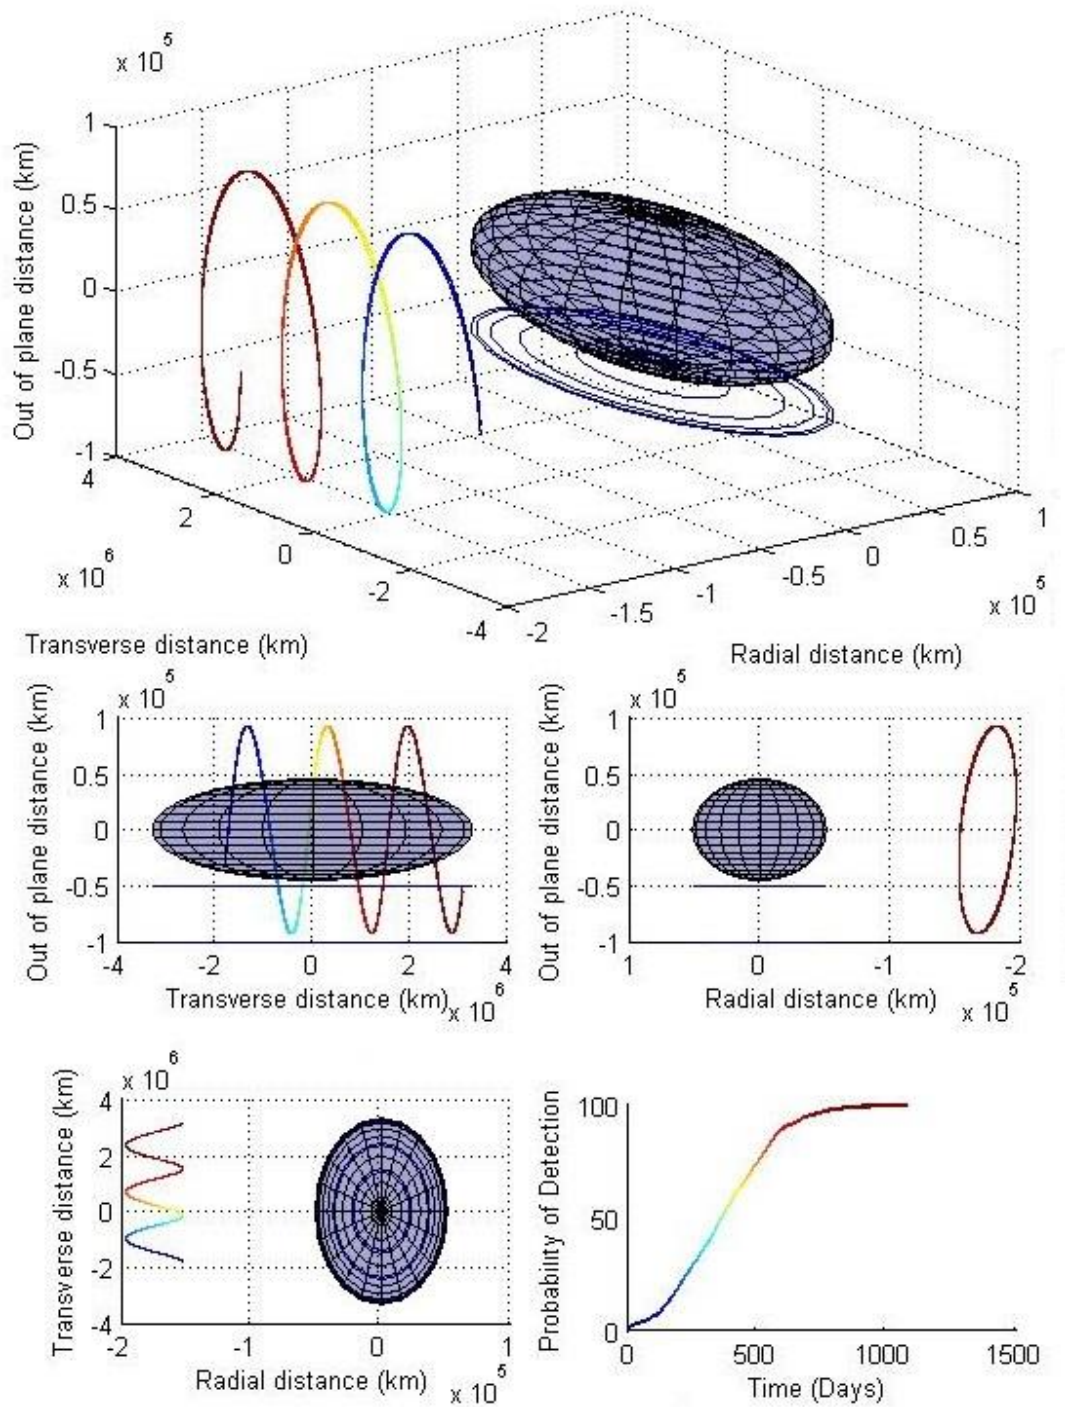 x 10^5
1
0.5
0
-0.5
-1
Out of plane distance (km)
4
2
0
-2
-4
x 10^6
Transverse distance (km)
-2
-1.5
-1
-0.5
0
0.5
1
x 10^5
Radial distance (km)
x 10^5
1
0.5
0
-0.5
-1
Out of plane distance (km)
-4
-2
0
2
4
Transverse distance (km)
x 10^6
x 10^5
1
0.5
0
-0.5
-1
Out of plane distance (km)
1
0
-1
-2
Radial distance (km)
x 10^5
x 10^6
4
2
0
-2
-4
Transverse distance (km)
-2
-1
0
1
Radial distance (km)
x 10^5
100
50
0
Probability of Detection
0
500
1000
1500
Time (Days)